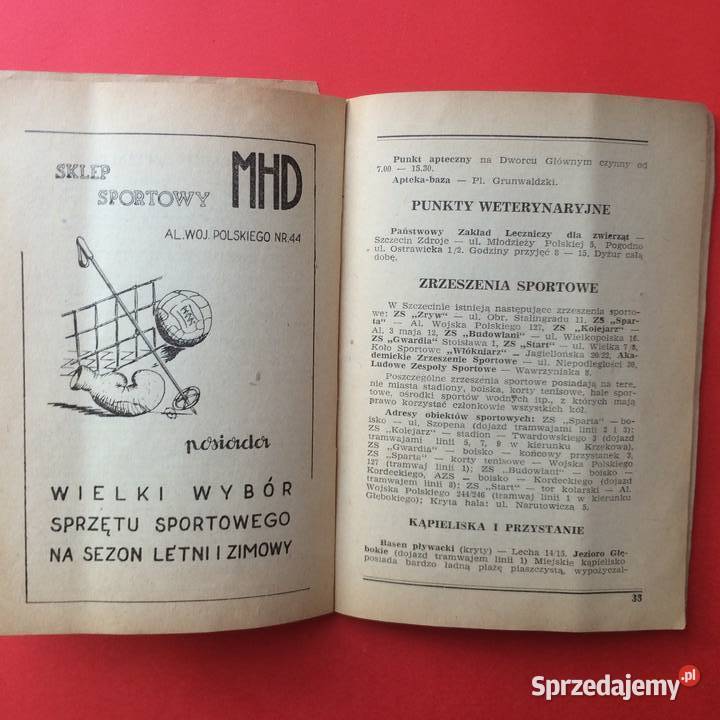 SKLEP
SPORTOWY
MHD
AL. WOJ. POLSKIEGO NR. 44
posiada
WIELKI WYBÓR
SPRZĘTU SPORTOWEGO
NA SEZON LETNI I ZIMOWY
Punkt apteczny na Dworcu Głównym czynny od
7.00 — 15.30.
Apteka-baza — Pl. Grunwaldzki.
PUNKTY WETERYNARYJNE
Państwowy Zakład Leczniczy dla zwierząt —
Szczecin Zdroje — ul. Młodzieży Polskiej 5, Pogodno
ul. Ostrawicka 1/2. Godziny przyjęć 8 — 15. Dyżur całą
dobę.
ZRZESZENIA SPORTOWE
W Szczecinie istnieją następujące zrzeszenia sporto-
we: ZS „Zryw" — ul. Obr. Stalingradu 11, ZS „Spar-
ta" — Al. Wojska Polskiego 127, ZS „Kolejarz" —
Al. 3 maja 12, ZS „Budowlani" — ul. Wielkopolska 16,
ZS „Gwardia" Stoisława 1, ZS „Start" — ul. Wielka 7/8,
Koło Sportowe „Włókniarz" — Jagiellońska 20/22, Aka-
demickie Zrzeszenie Sportowe — ul. Niepodległości 30,
Ludowe Zespoły Sportowe — Wawrzyniaka 8.
Poszczególne zrzeszenia sportowe posiadają na tere-
nie miasta stadiony, boiska, korty tenisowe, hale spor-
towe, ośrodki sportów wodnych itp., z których mają
prawo korzystać członkowie wszystkich kół.
Adresy obiektów sportowych: ZS „Sparta" — bo-
isko — ul. Szopena (dojazd tramwajami linii 2 i 3);
ZS „Kolejarz" — stadion — Twardowskiego 3 (dojazd
tramwajami linii 5, 7, 9 w kierunku Krzekowa),
ZS „Gwardia" — boisko — końcowy przystanek 3,
ZS „Sparta" — korty tenisowe — Wojska Polskiego
127 (tramwaj linii 1); ZS „Budowlani" — boisko —
Kordeckiego, AZS — boisko — Kordeckiego (dojazd
tramwajem linii 8); ZS „Start" — tor kolarski — Al.
Wojska Polskiego 244/246 (tramwaj linii 1 w kierunku
Głębokiego); Kryta hala: ul. Narutowicza 5.
KĄPIELISKA I PRZYSTANIE
Basen pływacki (kryty) — Lecha 14/15. Jezioro Głę-
bokie (dojazd tramwajem linii 1) Miejskie kąpielisko
posiada bardzo ładną plażę piaszczystą, wypożyczal-
33
Sprzedajemy.pl